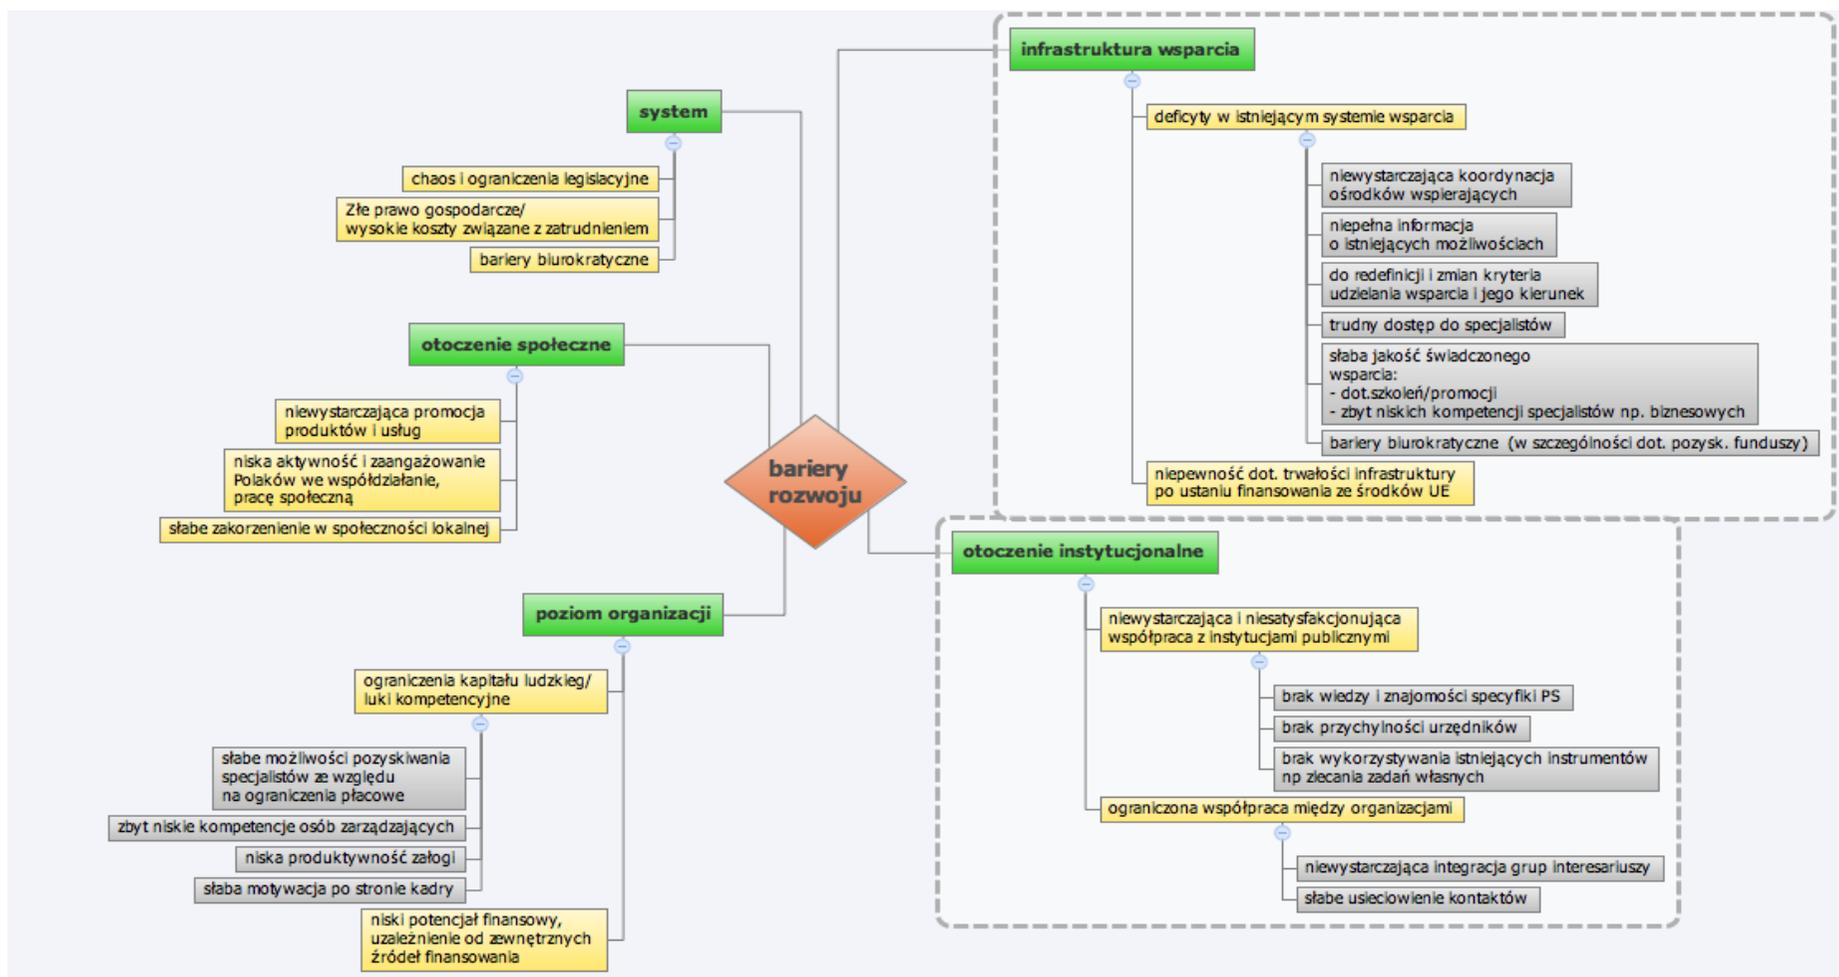 infrastruktura wsparcia
deficyty w istniejącym systemie wsparcia
niewystarczająca koordynacja
ośrodków wspierających
niepełna informacja
o istniejących możliwościach
do redefinicji i zmian kryteria
udzielania wsparcia i jego kierunek
trudny dostęp do specjalistów
słaba jakość świadczonego
wsparcia:
- dot.szkoleń/promocji
- zbyt niskich kompetencji specjalistów np. biznesowych
bariery biurokratyczne (w szczególności dot. pozysk. funduszy)
niepewność dot. trwałości infrastruktury
po ustaniu finansowania ze środków UE
system
chaos i ograniczenia legislacyjne
Złe prawo gospodarcze/
wysokie koszty związane z zatrudnieniem
bariery biurokratyczne
otoczenie społeczne
niewystarczająca promocja
produktów i usług
niska aktywność i zaangażowanie
Polaków we współdziałanie,
pracę społeczną
słabe zakorzenienie w społeczności lokalnej
bariery
rozwoju
otoczenie instytucjonalne
niewystarczająca i niesatysfakcjonująca
współpraca z instytucjami publicznymi
brak wiedzy i znajomości specyfiki PS
brak przychylności urzędników
brak wykorzystywania istniejących instrumentów
np zlecania zadań własnych
ograniczona współpraca między organizacjami
niewystarczająca integracja grup interesariuszy
słabe usieciowienie kontaktów
poziom organizacji
ograniczenia kapitału ludzkieg/
luki kompetencyjne
słabe możliwości pozyskiwania
specjalistów ze względu
na ograniczenia płacowe
zbyt niskie kompetencje osób zarządzających
niska produktywność załogi
słaba motywacja po stronie kadry
niski potencjał finansowy,
uzależnienie od zewnętrznych
źródeł finansowania